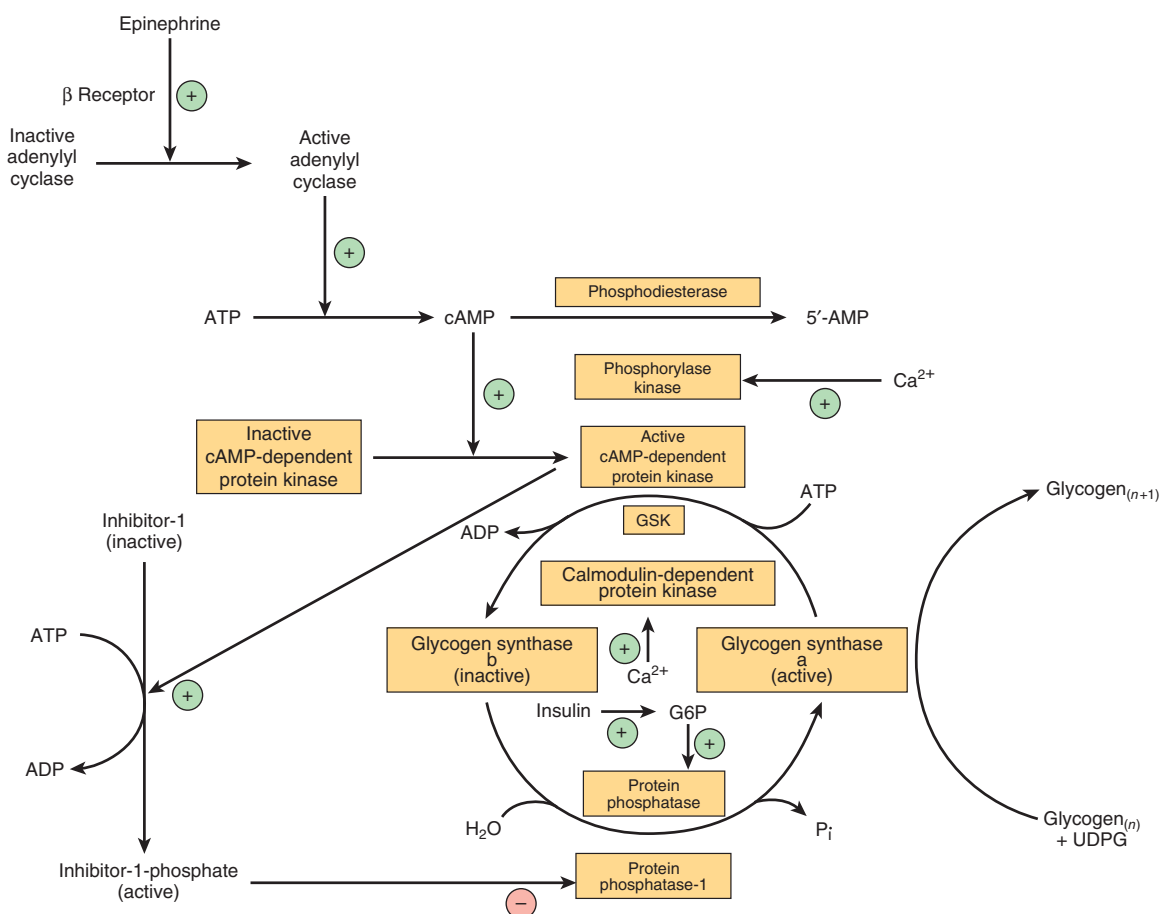 Epinephrine
β Receptor
+
Inactive
adenylyl
cyclase
Active
adenylyl
cyclase
+
Phosphodiesterase
ATP
cAMP
5′-AMP
Phosphorylase
kinase
Ca2+
+
+
Inactive
cAMP-dependent
protein kinase
Active
cAMP-dependent
protein kinase
ATP
Glycogen(n+1)
GSK
ADP
Inhibitor-1
(inactive)
Calmodulin-dependent
protein kinase
ATP
Glycogen synthase
b
(inactive)
+
Ca2+
Glycogen synthase
a
(active)
+
Insulin
+
G6P
+
ADP
Protein
phosphatase
H2O
Pi
Glycogen(n)
+ UDPG
Inhibitor-1-phosphate
(active)
−
Protein
phosphatase-1